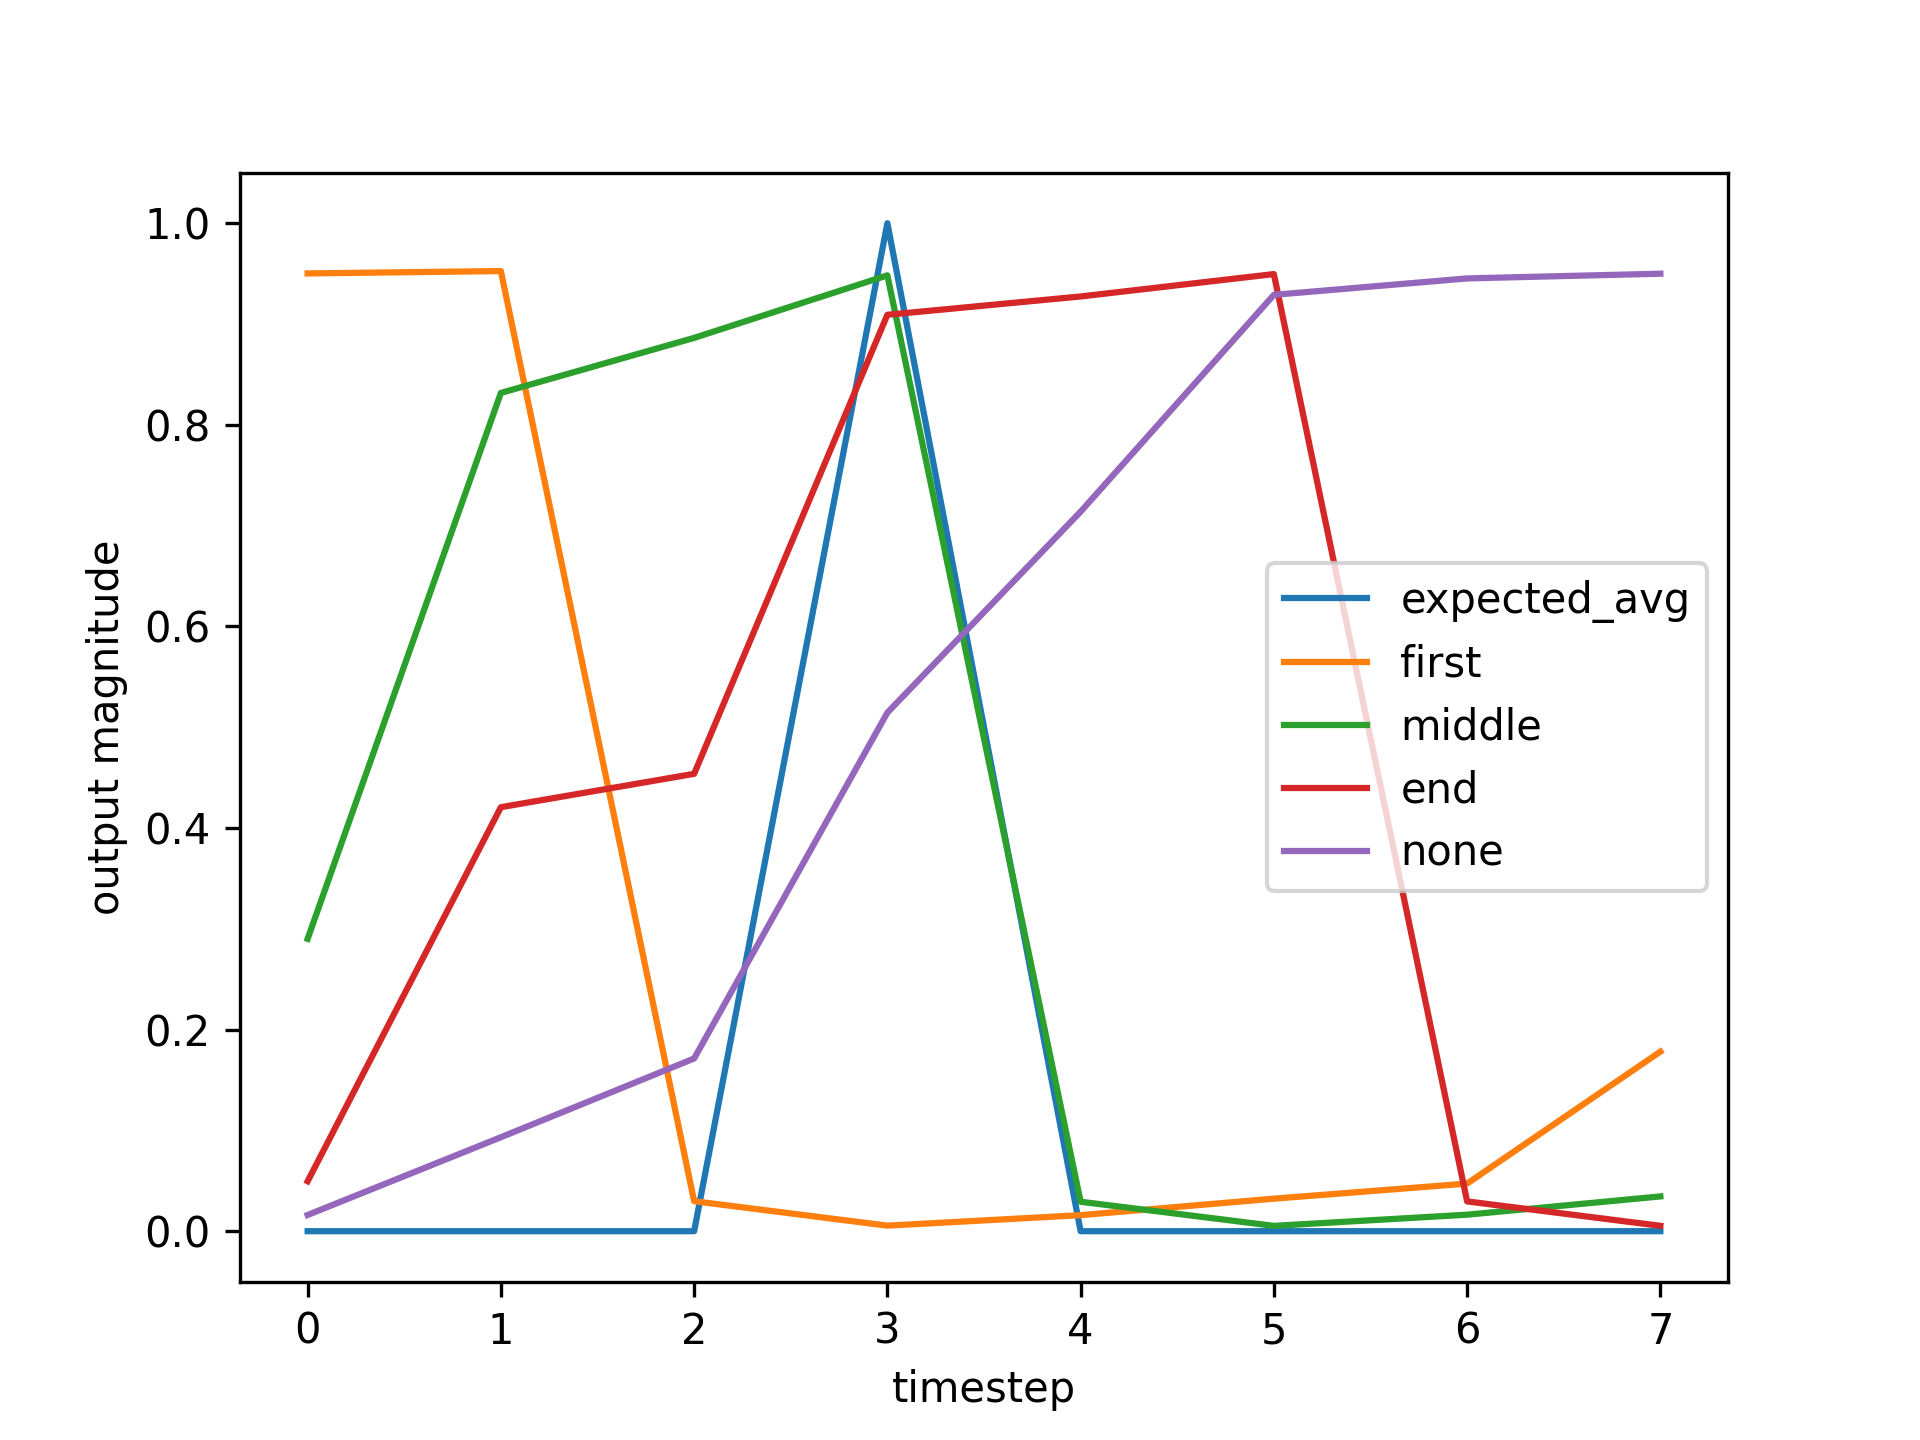 1.0
0.8
0.6
0.4
0.2
0.0
output magnitude
expected_avg
first
middle
end
none
0 1 2 3 4 5 6 7
timestep